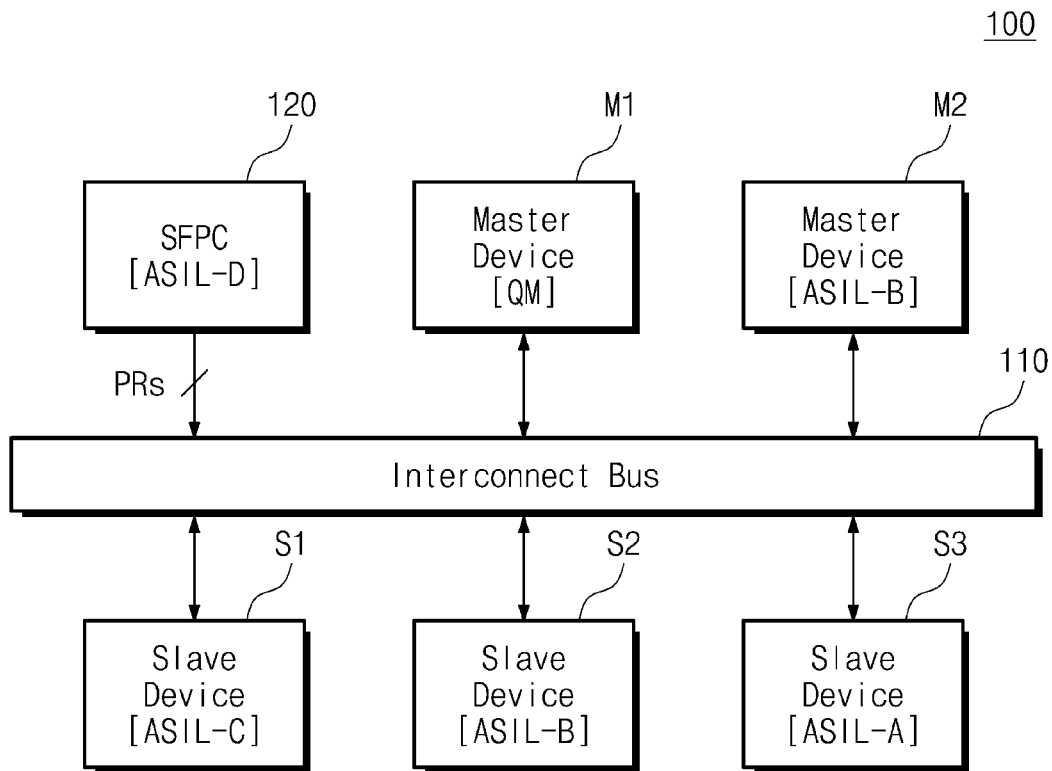 100
120
M1
M2
SFPC
[ASIL-D]
Master
Device
[QM]
Master
Device
[ASIL-B]
PRs
110
Interconnect Bus
S1
S2
S3
Slave
Device
[ASIL-C]
Slave
Device
[ASIL-B]
Slave
Device
[ASIL-A]